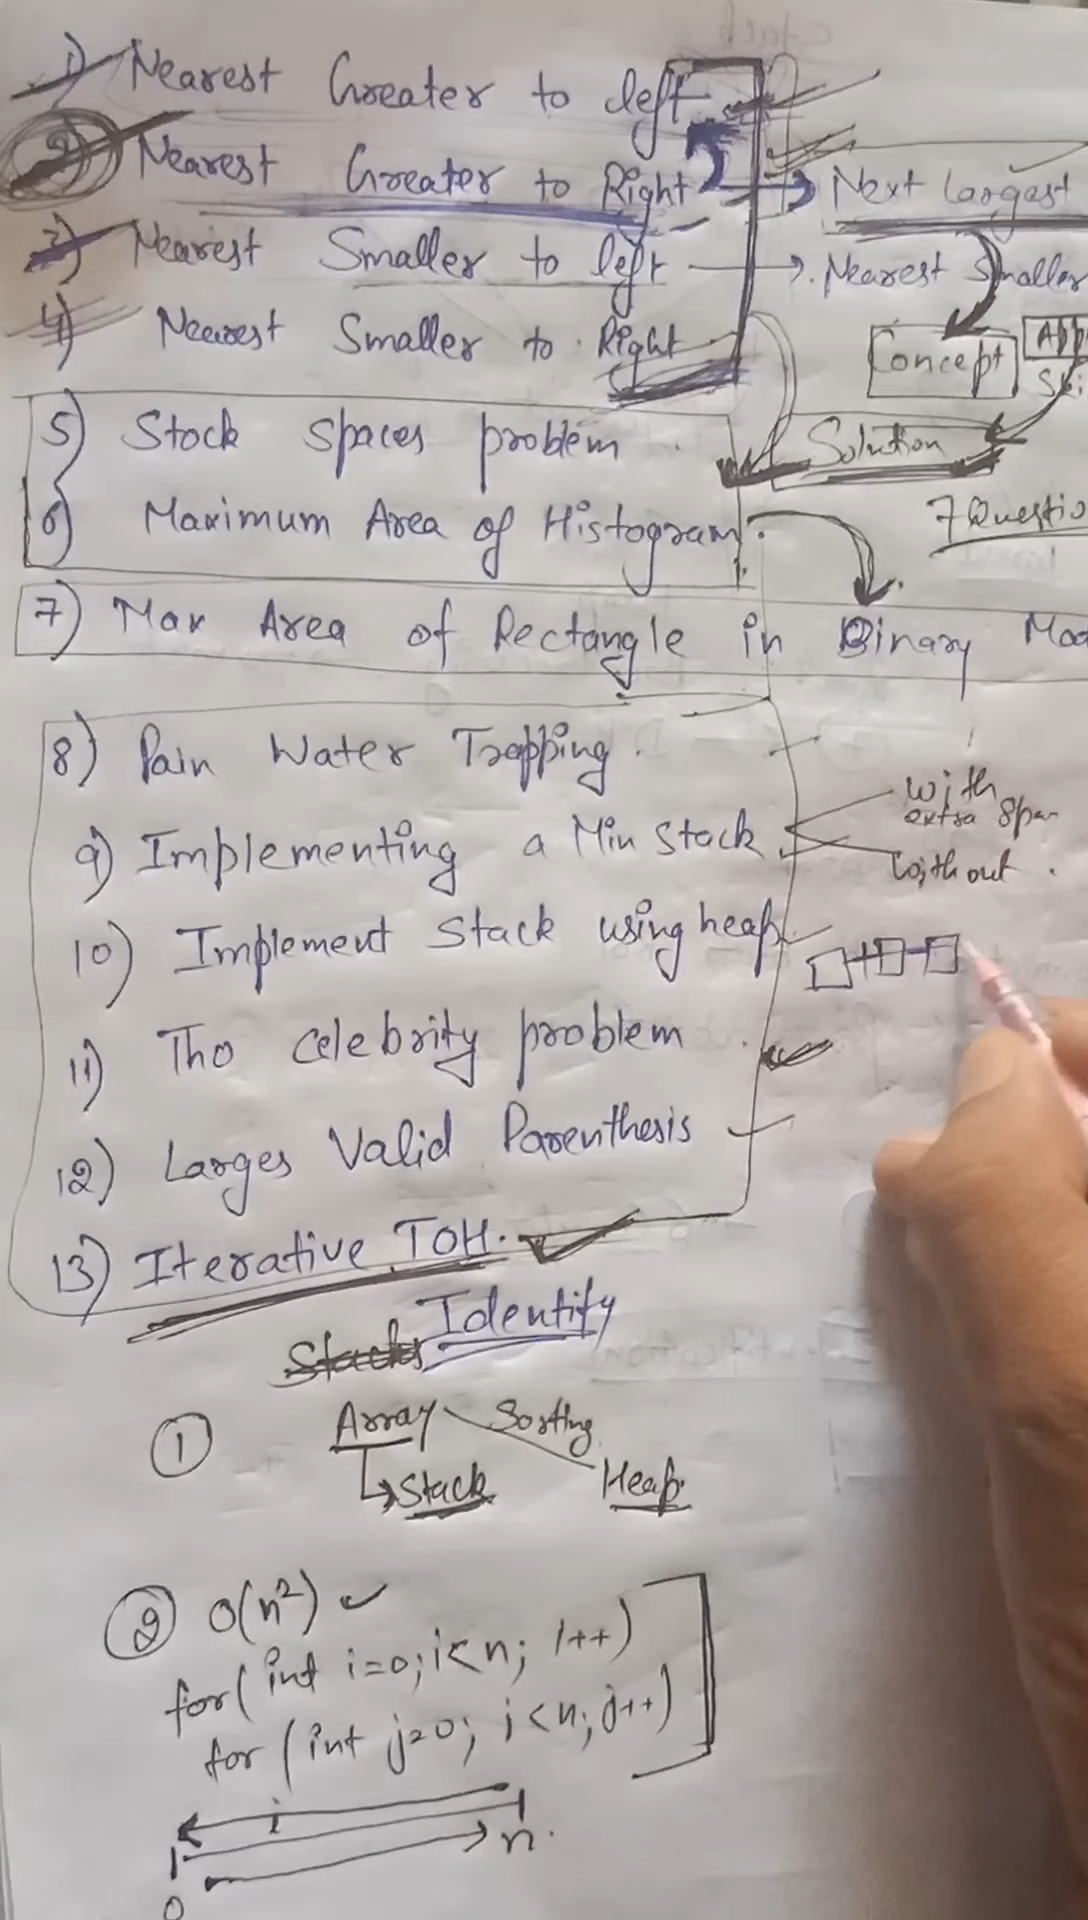 1) Nearest Greater to left
2) Nearest Greater to Right → Next largest
3) Nearest Smaller to left → Nearest Smaller
4) Nearest Smaller to Right
Concept
5) Stock spaces problem
Solution
6) Maximum Area of Histogram
7 Questio
7) Max Area of Rectangle in Binary
8) Rain Water Trapping
with
extra Spa
9) Implementing a Min Stack
Without
10) Implement Stack using heap
11) The Celebrity problem
12) Larges Valid Parenthesis
13) Iterative TOH
Stacks Identify
1 Array Sorting
Stack Heap
2 O(n²)
for(int i=0; i<n; i++)
for (int j=0; j<n; j++)
i
0 n